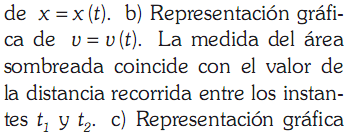 de x = x (t). b) Representación gráfi-
ca de υ = υ (t). La medida del área
sombreada coincide con el valor de
la distancia recorrida entre los instan-
tes t₁ y t₂. c) Representación gráfica